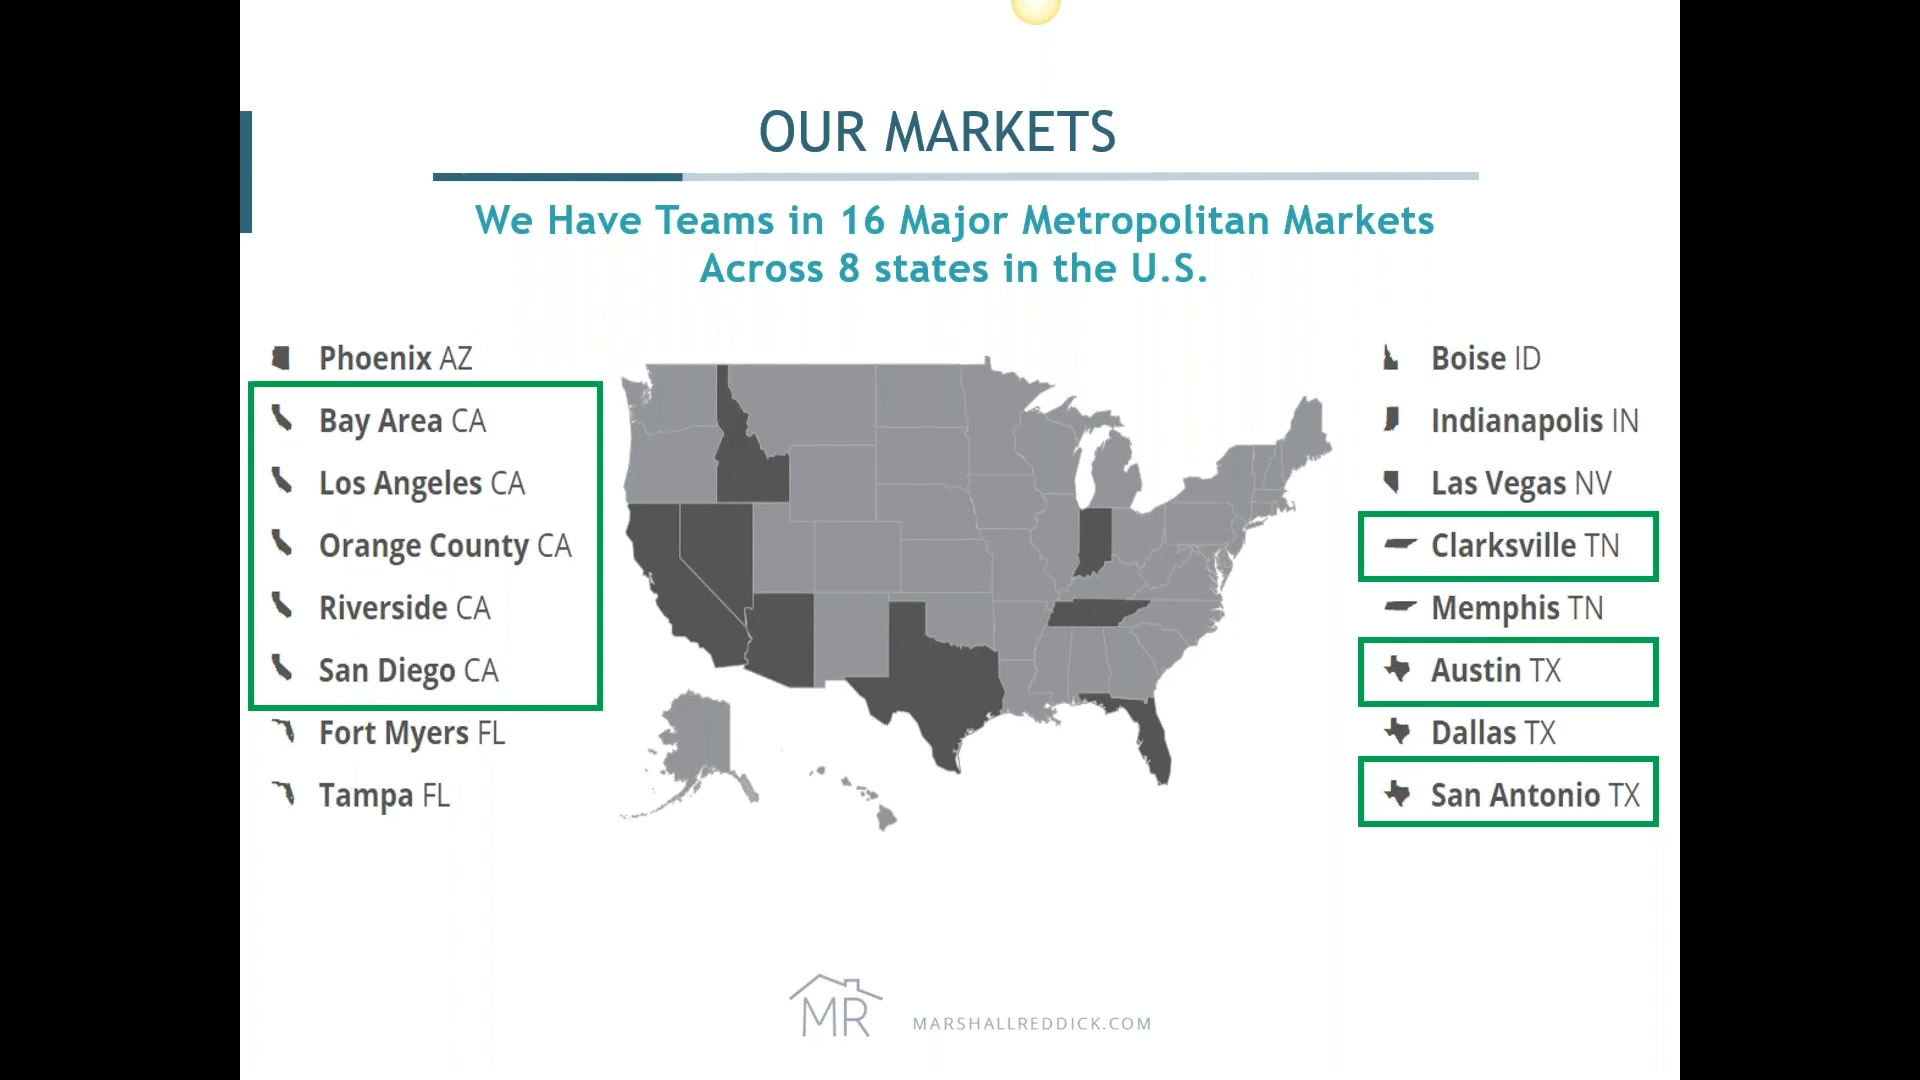 OUR MARKETS
We Have Teams in 16 Major Metropolitan Markets
Across 8 states in the U.S.
Phoenix AZ
Bay Area CA
Los Angeles CA
Orange County CA
Riverside CA
San Diego CA
Fort Myers FL
Tampa FL
Boise ID
Indianapolis IN
Las Vegas NV
Clarksville TN
Memphis TN
Austin TX
Dallas TX
San Antonio TX
MR
MARSHALLREDDICK.COM